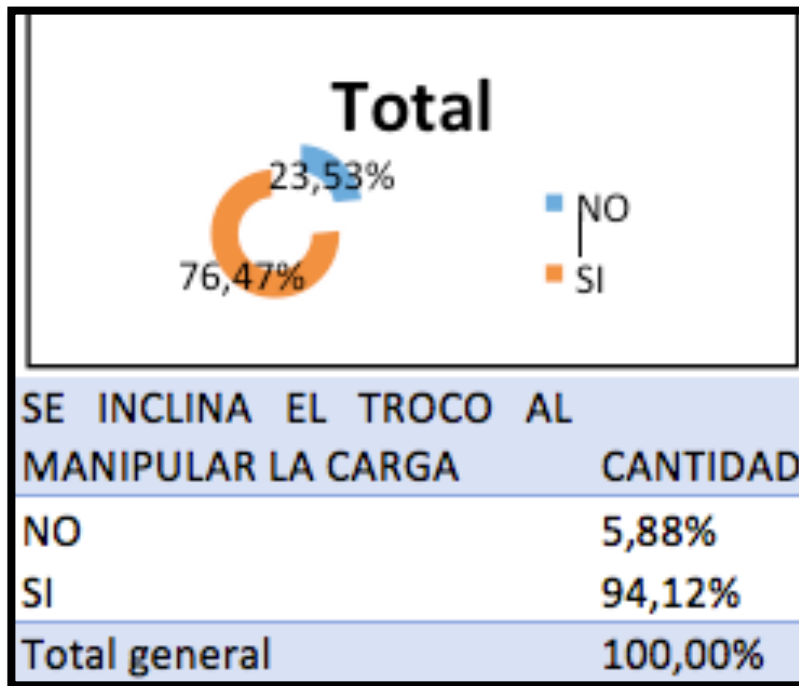 Total
23,53%
NO
76,47%
SI
SE INCLINA EL TROCO AL
MANIPULAR LA CARGA CANTIDAD
NO 5,88%
SI 94,12%
Total general 100,00%